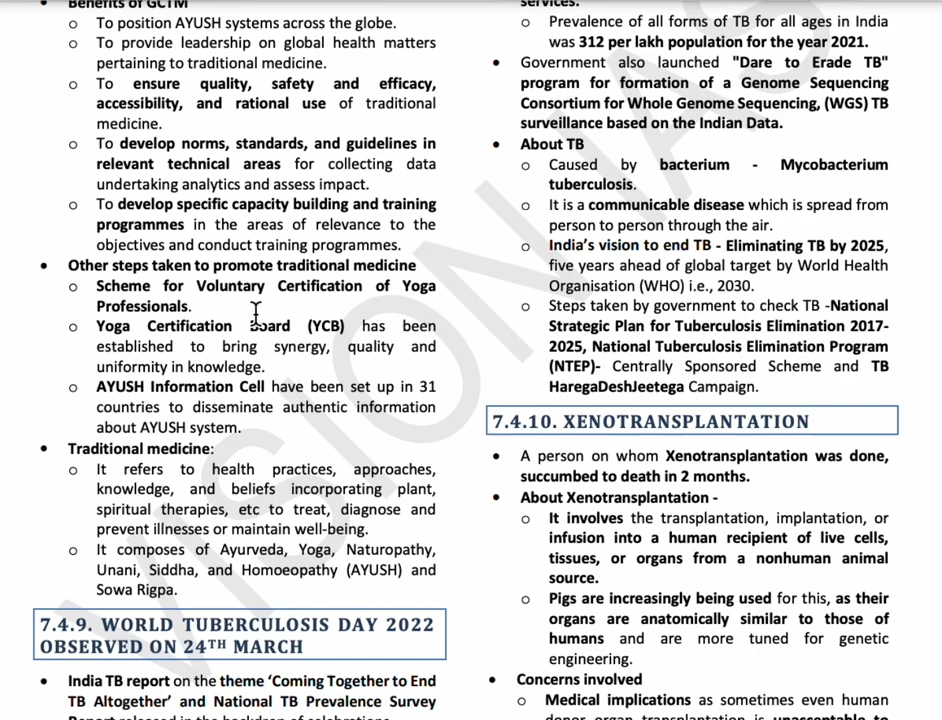 Benefits of GCTM
o To position AYUSH systems across the globe.
o To provide leadership on global health matters
pertaining to traditional medicine.
o To ensure quality, safety and efficacy,
accessibility, and rational use of traditional
medicine.
o To develop norms, standards, and guidelines in
relevant technical areas for collecting data
undertaking analytics and assess impact.
o To develop specific capacity building and training
programmes in the areas of relevance to the
objectives and conduct training programmes.
• Other steps taken to promote traditional medicine
o Scheme for Voluntary Certification of Yoga
Professionals.
o Yoga Certification Board (YCB) has been
established to bring synergy, quality and
uniformity in knowledge.
o AYUSH Information Cell have been set up in 31
countries to disseminate authentic information
about AYUSH system.
• Traditional medicine:
o It refers to health practices, approaches,
knowledge, and beliefs incorporating plant,
spiritual therapies, etc to treat, diagnose and
prevent illnesses or maintain well-being.
o It composes of Ayurveda, Yoga, Naturopathy,
Unani, Siddha, and Homoeopathy (AYUSH) and
Sowa Rigpa.
7.4.9. WORLD TUBERCULOSIS DAY 2022
OBSERVED ON 24TH MARCH
• India TB report on the theme ‘Coming Together to End
TB Altogether’ and National TB Prevalence Survey
Report released in the backdrop of celebrations.
services.
o Prevalence of all forms of TB for all ages in India
was 312 per lakh population for the year 2021.
• Government also launched "Dare to Erade TB"
program for formation of a Genome Sequencing
Consortium for Whole Genome Sequencing, (WGS) TB
surveillance based on the Indian Data.
• About TB
o Caused by bacterium - Mycobacterium
tuberculosis.
o It is a communicable disease which is spread from
person to person through the air.
o India’s vision to end TB - Eliminating TB by 2025,
five years ahead of global target by World Health
Organisation (WHO) i.e., 2030.
o Steps taken by government to check TB -National
Strategic Plan for Tuberculosis Elimination 2017-
2025, National Tuberculosis Elimination Program
(NTEP)- Centrally Sponsored Scheme and TB
HaregaDeshJeetega Campaign.
7.4.10. XENOTRANSPLANTATION
• A person on whom Xenotransplantation was done,
succumbed to death in 2 months.
• About Xenotransplantation -
o It involves the transplantation, implantation, or
infusion into a human recipient of live cells,
tissues, or organs from a nonhuman animal
source.
o Pigs are increasingly being used for this, as their
organs are anatomically similar to those of
humans and are more tuned for genetic
engineering.
• Concerns involved
o Medical implications as sometimes even human
donor organ transplantation is unacceptable to
VISION IAS